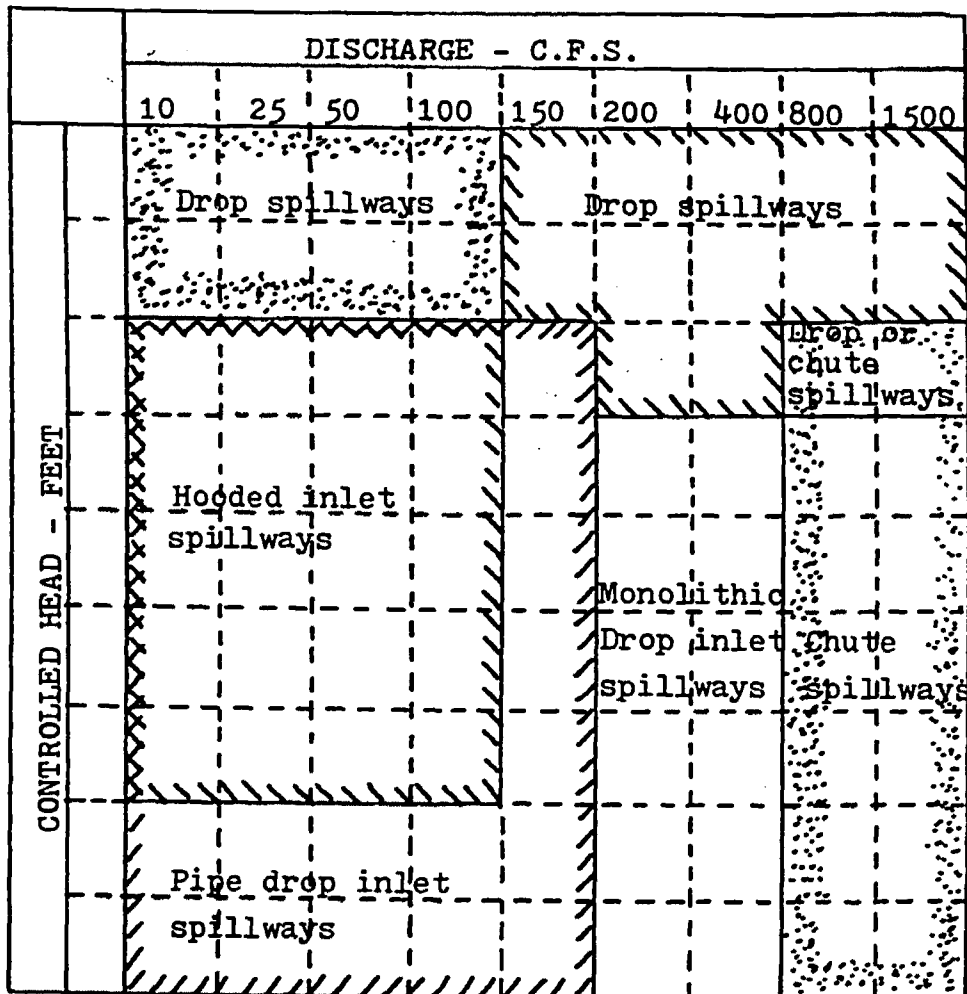 DISCHARGE - C.F.S.
10 25 50 100 150 200 400 800 1500
CONTROLLED HEAD - FEET
Drop spillways
Drop spillways
Drop or
chute
spillways
Hooded inlet
spillways
Monolithic
Drop inlet
spillways
Chute
spillways
Pipe drop inlet
spillways